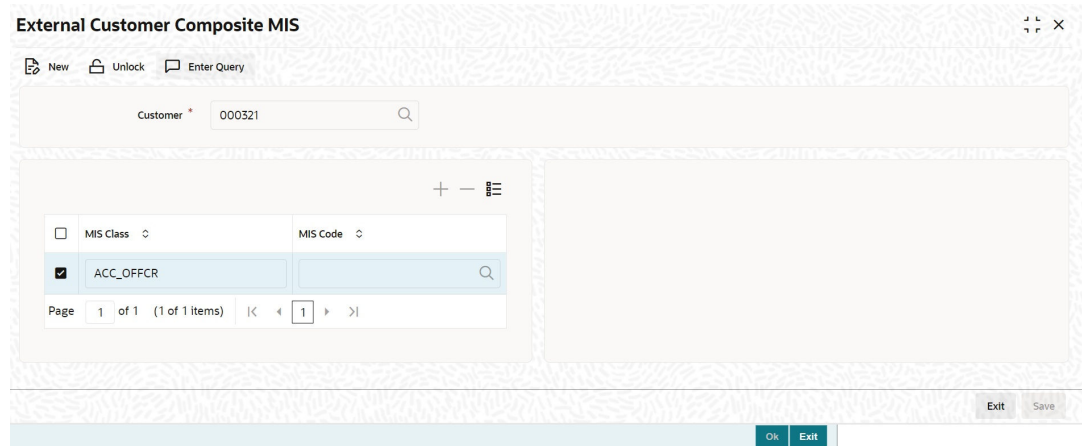 External Customer Composite MIS
New Unlock Enter Query
Customer * 000321
MIS Class MIS Code
ACC_OFFCR
Page 1 of 1 (1 of 1 items) 1
Exit Save
Ok Exit